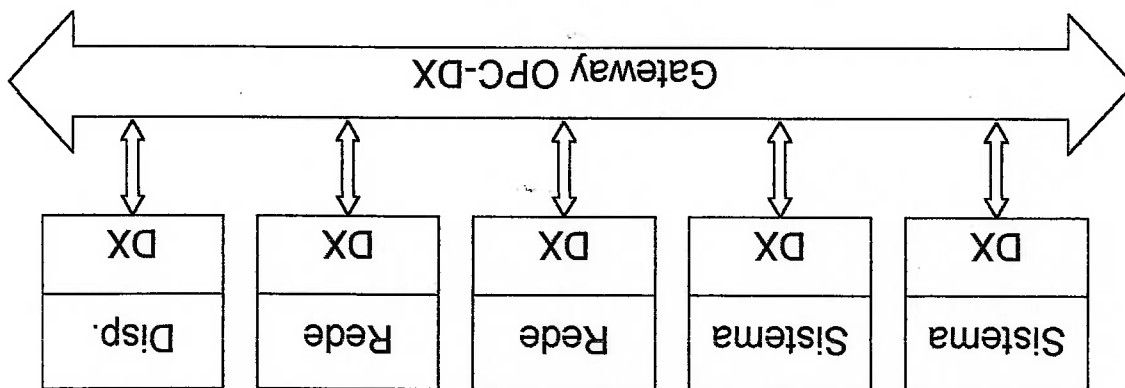 Sistema Sistema Rede Rede Disp.
DX DX DX DX DX
Gateway OPC-DX